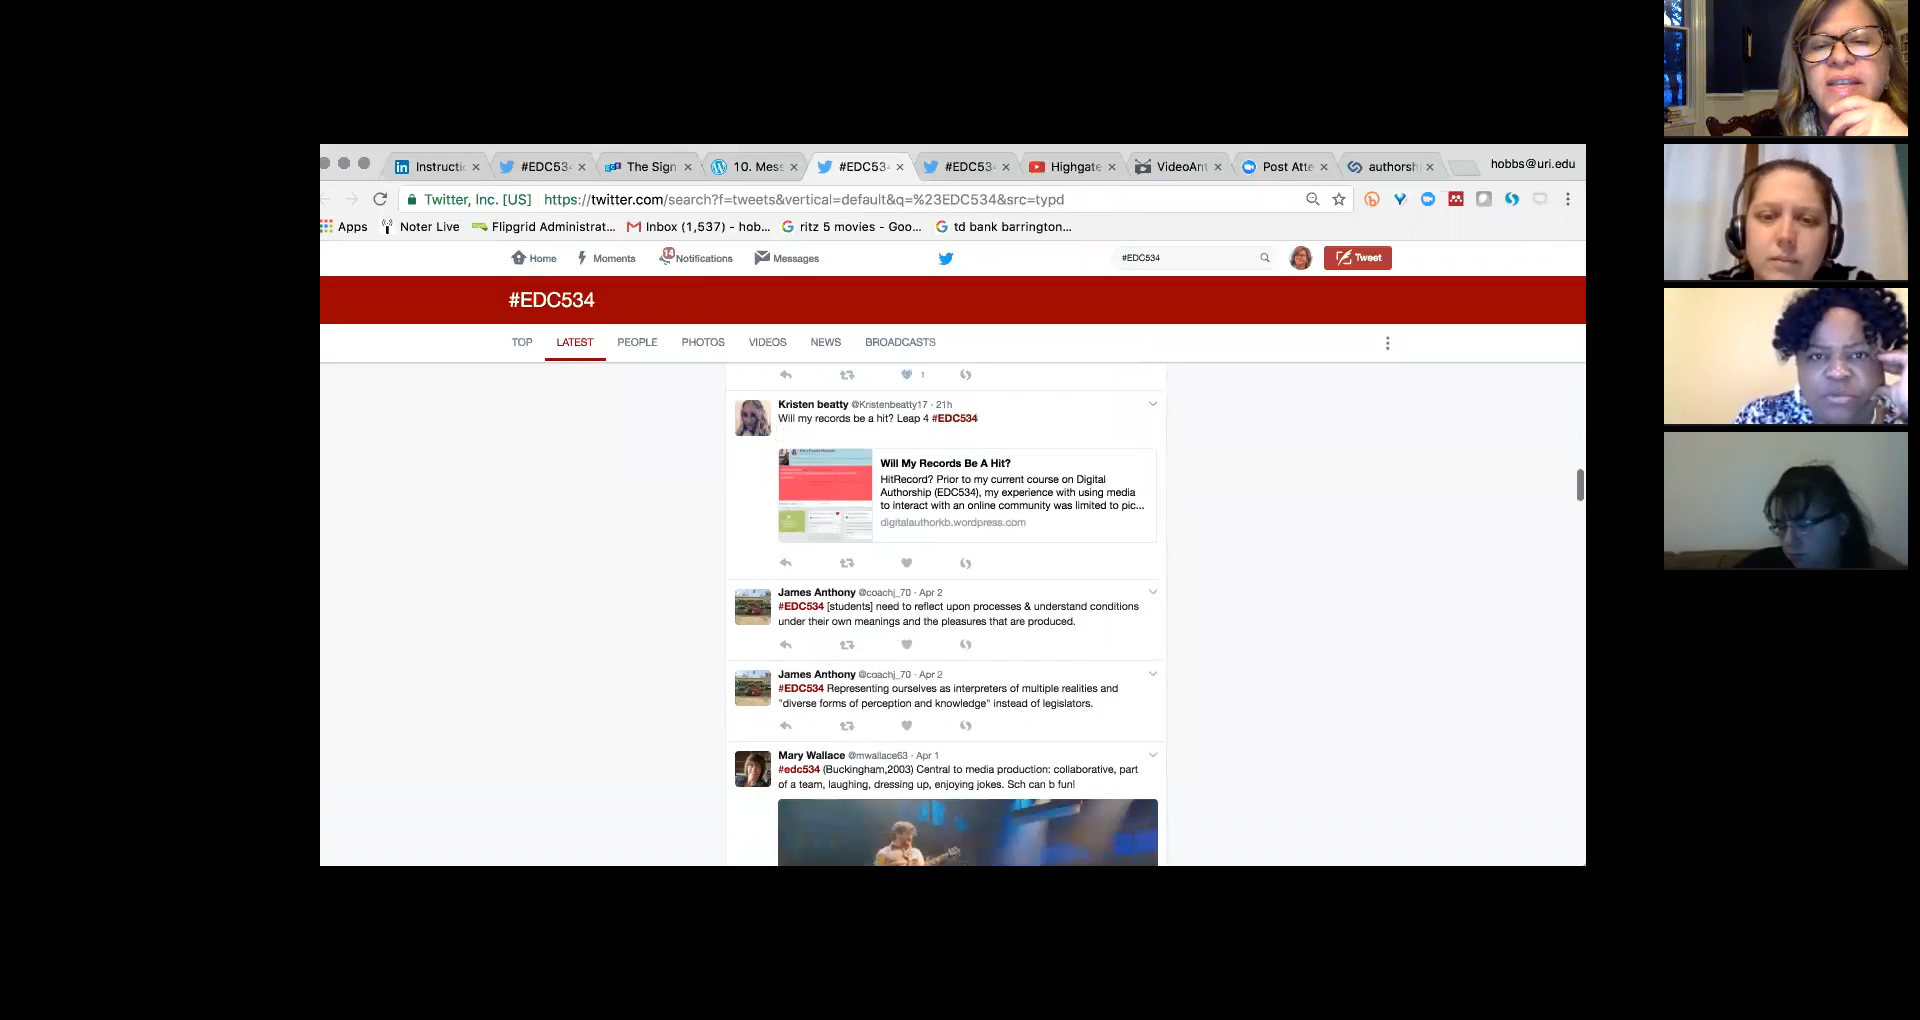 Instructi
#EDC534
The Sign
10. Mess
#EDC534
#EDC534
Highgate
VideoAnt
Post Atte
authorsh
hobbs@uri.edu
Twitter, Inc. [US] https://twitter.com/search?f=tweets&vertical=default&q=%23EDC534&src=typd
Apps
Noter Live
Flipgrid Administrat...
Inbox (1,537) - hob...
ritz 5 movies - Goo...
td bank barrington...
Home
Moments
14
Notifications
Messages
#EDC534
Tweet
#EDC534
TOP
LATEST
PEOPLE
PHOTOS
VIDEOS
NEWS
BROADCASTS
1
Kristen beatty @Kristenbeatty17 · 21h
Will my records be a hit? Leap 4 #EDC534
Will My Records Be A Hit?
HitRecord? Prior to my current course on Digital
Authorship (EDC534), my experience with using media
to interact with an online community was limited to pic...
digitalauthorkb.wordpress.com
James Anthony @coachj_70 · Apr 2
#EDC534 [students] need to reflect upon processes & understand conditions
under their own meanings and the pleasures that are produced.
James Anthony @coachj_70 · Apr 2
#EDC534 Representing ourselves as interpreters of multiple realities and
"diverse forms of perception and knowledge" instead of legislators.
Mary Wallace @mwallace63 · Apr 1
#edc534 (Buckingham,2003) Central to media production: collaborative, part
of a team, laughing, dressing up, enjoying jokes. Sch can b fun!